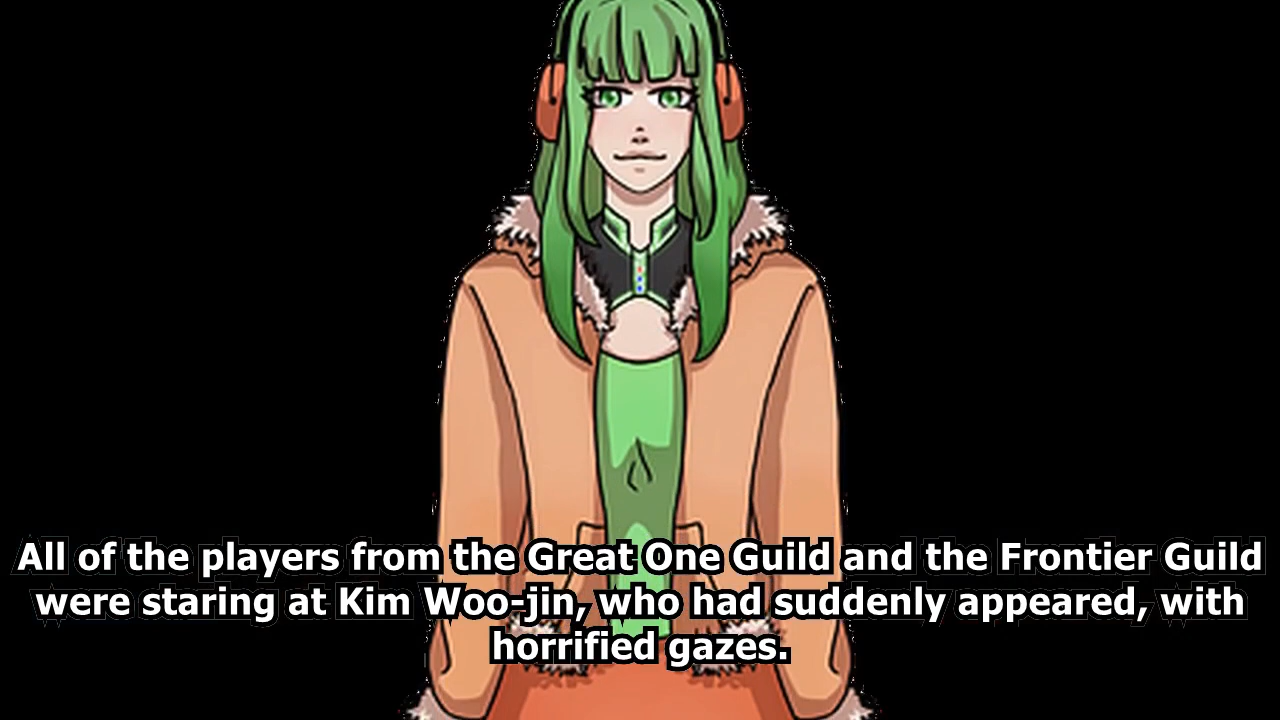 All of the players from the Great One Guild and the Frontier Guild
were staring at Kim Woo-jin, who had suddenly appeared, with
horrified gazes.